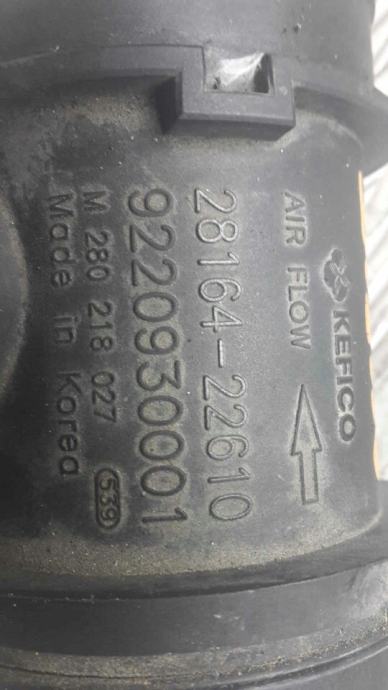 KEFICO
AIR FLOW
28164-22610
9220930001
M 280 218 027 539
Made in Korea